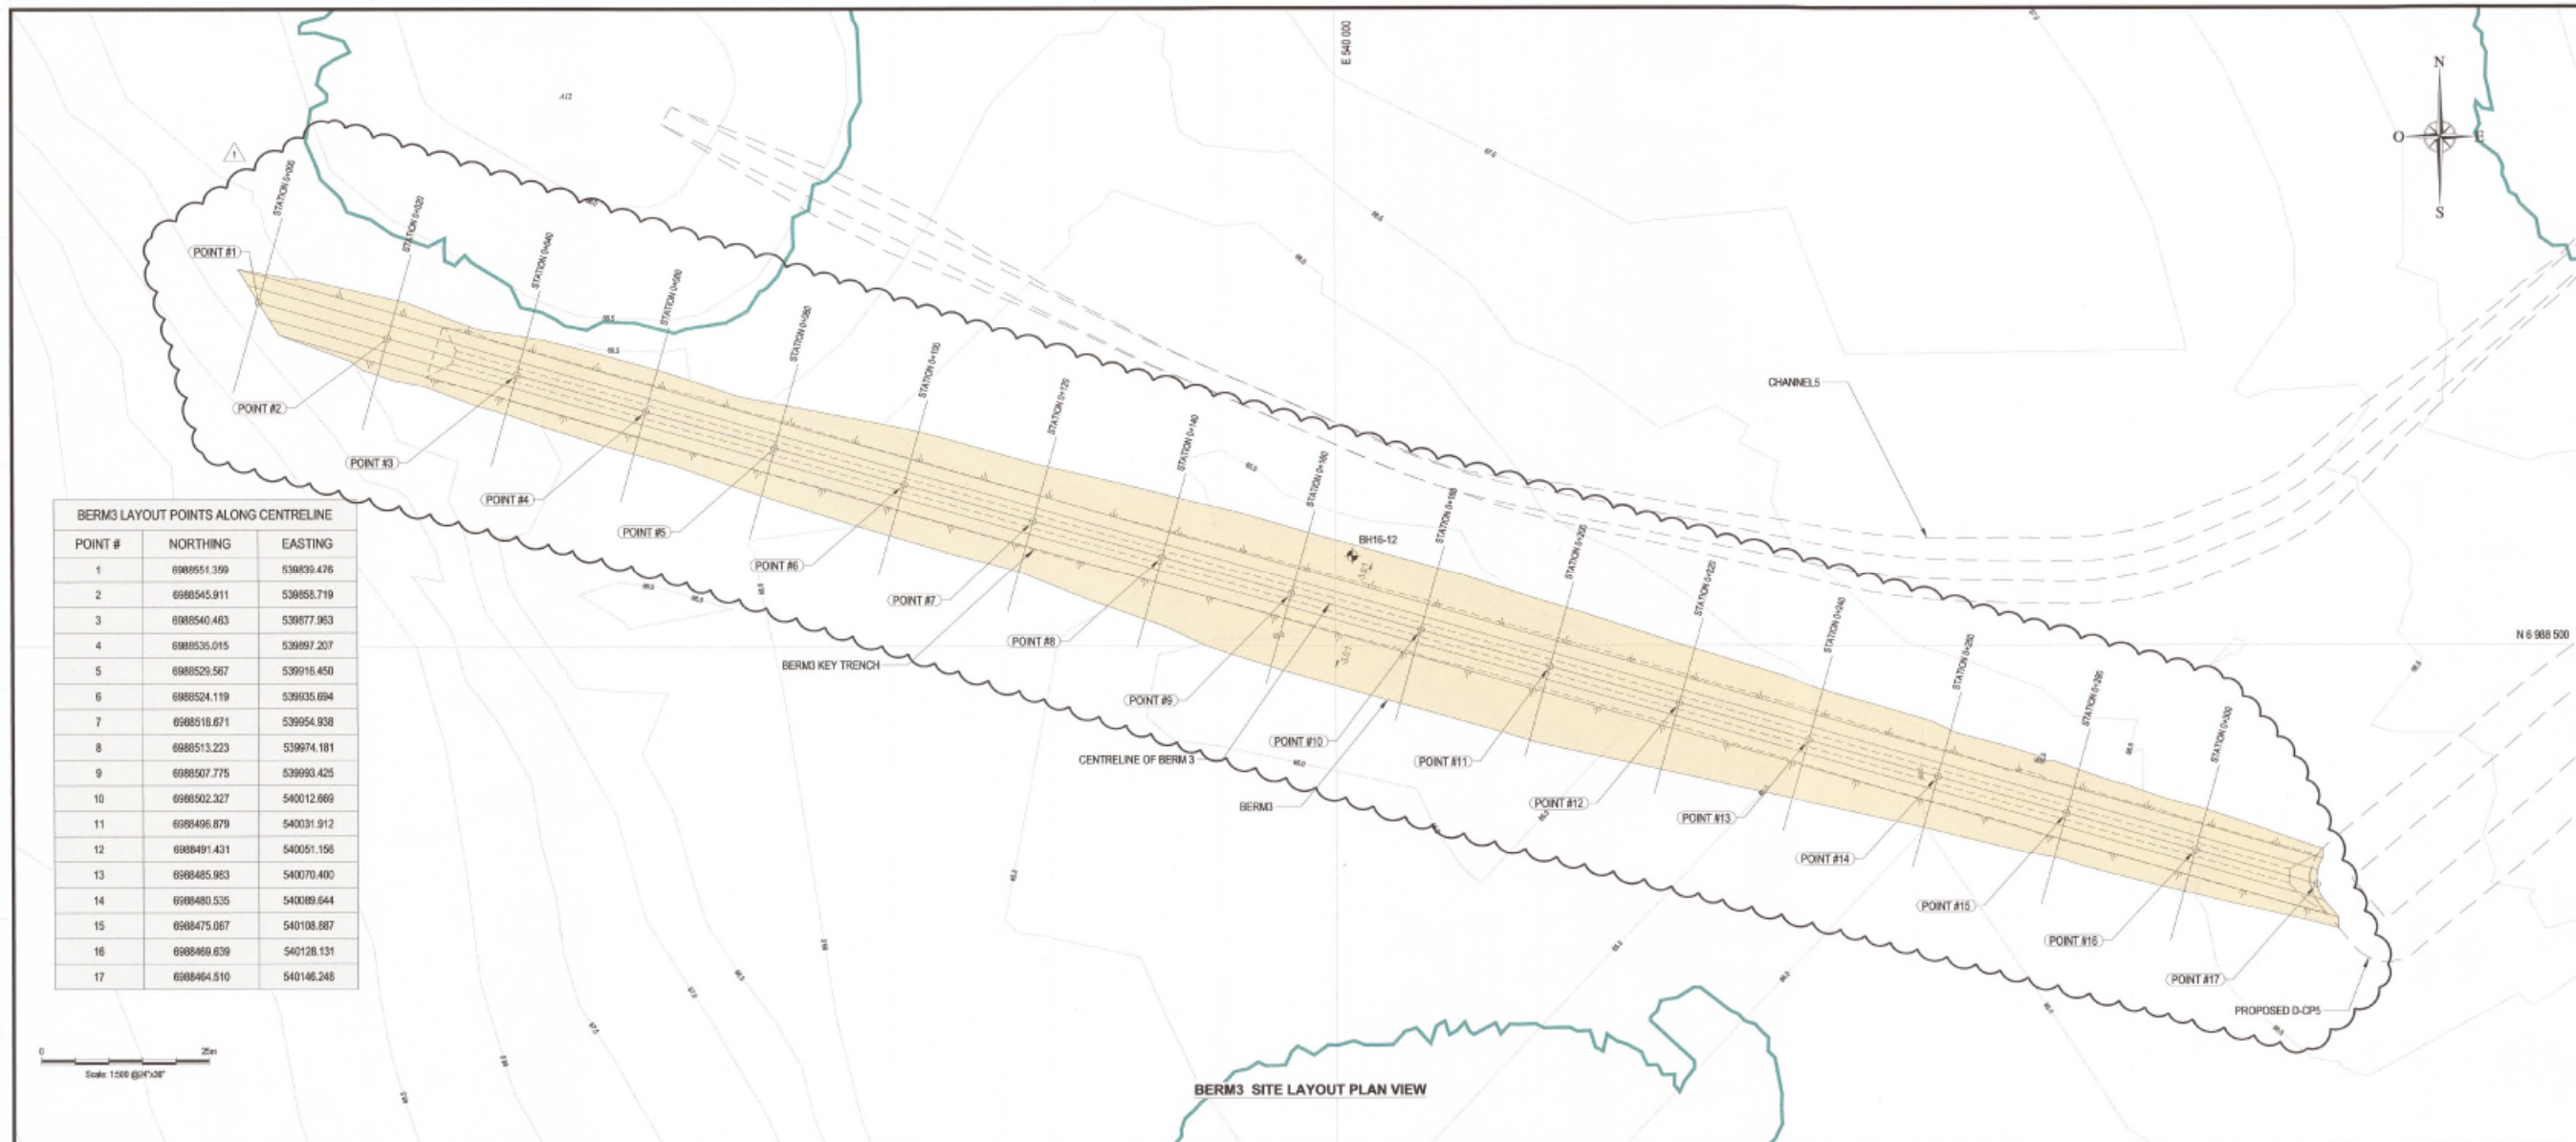 E 540 000
N
O
E
S
A12
1
STATION 0+000
STATION 0+020
STATION 0+040
STATION 0+060
STATION 0+080
STATION 0+100
STATION 0+120
STATION 0+140
STATION 0+160
STATION 0+180
STATION 0+200
STATION 0+220
STATION 0+240
STATION 0+260
STATION 0+280
STATION 0+300
POINT #1
POINT #2
POINT #3
POINT #4
POINT #5
POINT #6
POINT #7
POINT #8
POINT #9
POINT #10
POINT #11
POINT #12
POINT #13
POINT #14
POINT #15
POINT #16
POINT #17
CHANNEL5
BH16-12
N 6 988 500
BERM3 KEY TRENCH
CENTRELINE OF BERM 3
BERM3
PROPOSED D-CP5
BERM3 LAYOUT POINTS ALONG CENTRELINE
POINT # NORTHING EASTING
1 6988551.359 539839.476
2 6988545.911 539858.719
3 6988540.463 539877.963
4 6988535.015 539897.207
5 6988529.567 539916.450
6 6988524.119 539935.694
7 6988518.671 539954.938
8 6988513.223 539974.181
9 6988507.775 539993.425
10 6988502.327 540012.669
11 6988496.879 540031.912
12 6988491.431 540051.156
13 6988485.983 540070.400
14 6988480.535 540089.644
15 6988475.087 540108.887
16 6988469.639 540128.131
17 6988464.510 540146.248
0 25m
Scale: 1:500 @24"x36"
BERM3 SITE LAYOUT PLAN VIEW